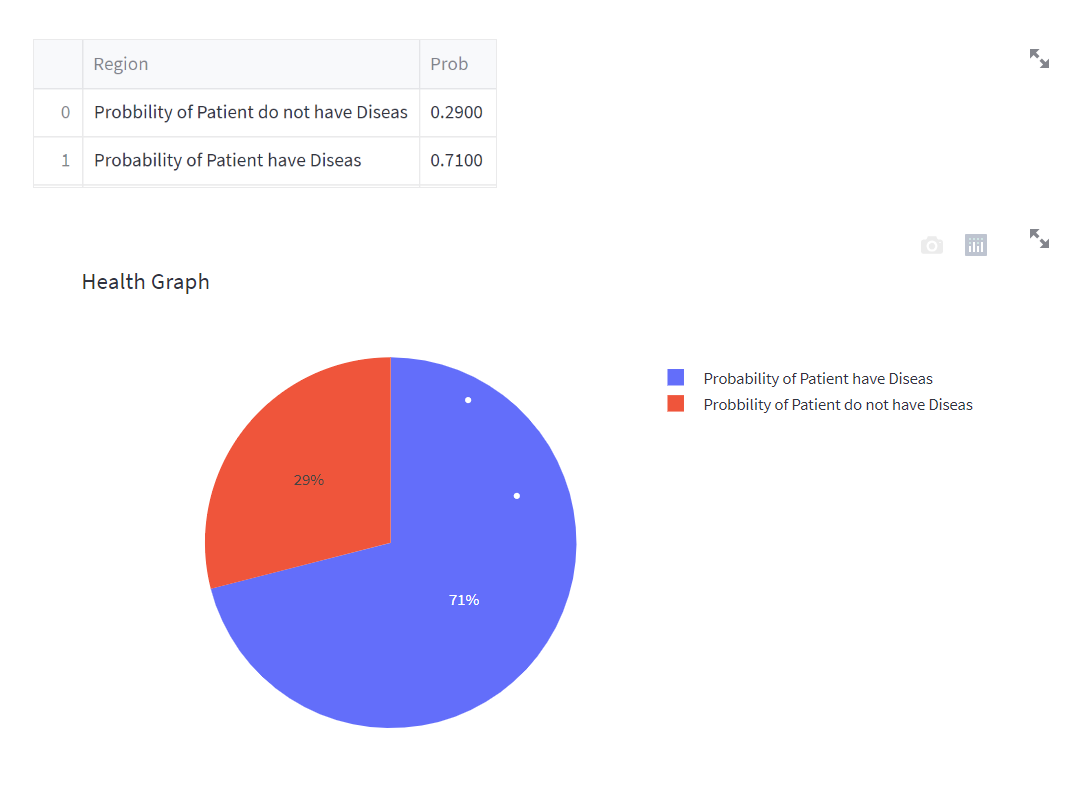 Region Prob
0 Probbility of Patient do not have Diseas 0.2900
1 Probability of Patient have Diseas 0.7100
Health Graph
Probability of Patient have Diseas
Probbility of Patient do not have Diseas
29%
71%